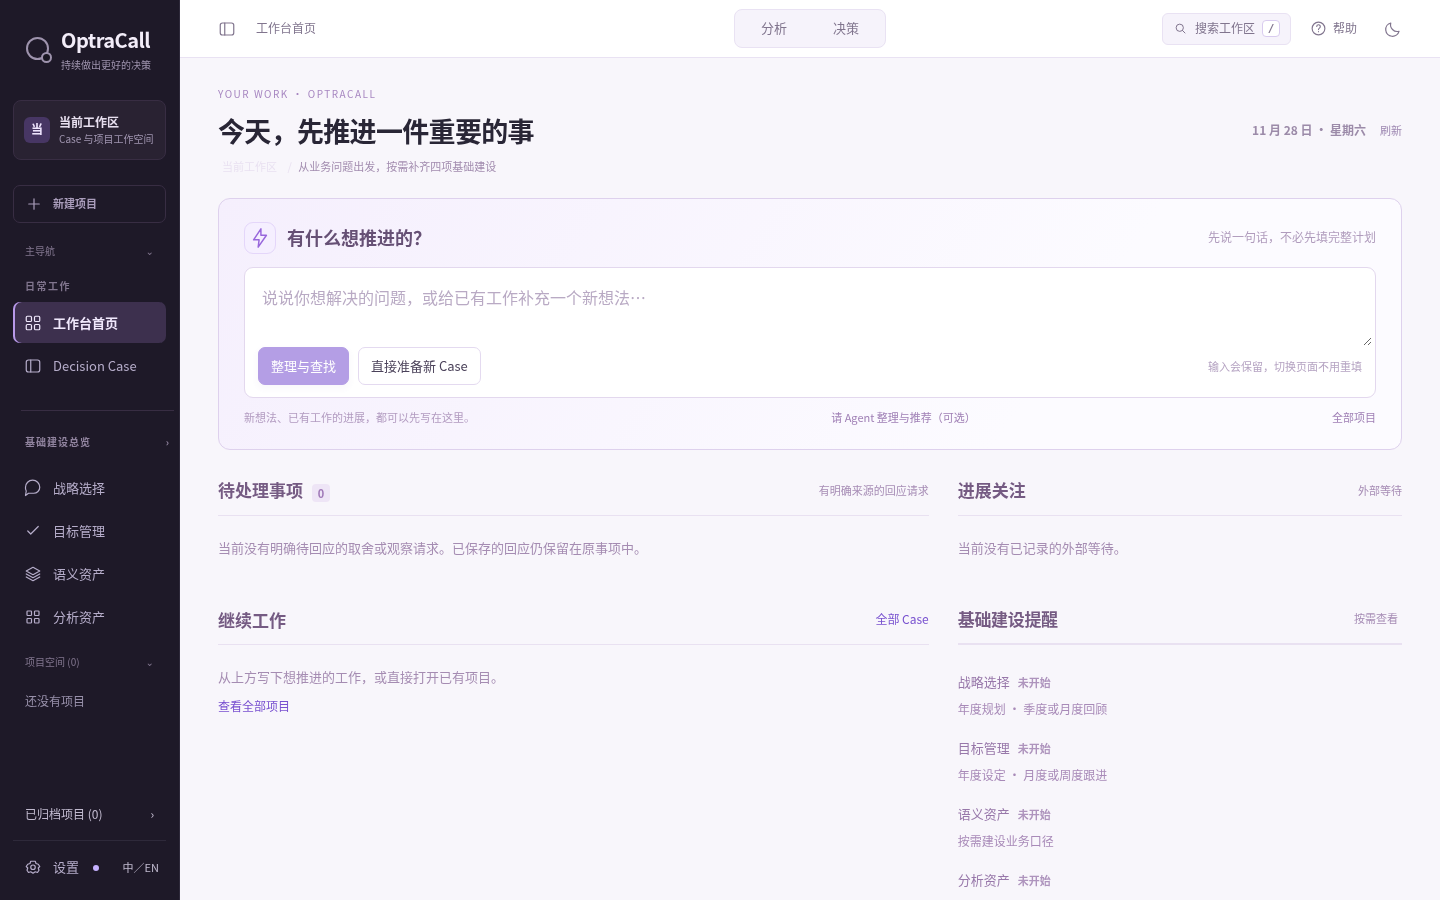 OptraCall
持续做出更好的决策
当
当前工作区
Case 与项目工作空间
新建项目
主导航
日常工作
工作台首页
Decision Case
基础建设总览
战略选择
目标管理
语义资产
分析资产
项目空间 (0)
还没有项目
已归档项目 (0)
设置
中／EN
工作台首页
分析
决策
搜索工作区 /
帮助
YOUR WORK · OPTRACALL
今天，先推进一件重要的事
11 月 28 日 · 星期六
刷新
当前工作区 / 从业务问题出发，按需补齐四项基础建设
有什么想推进的？
先说一句话，不必先填完整计划
说说你想解决的问题，或给已有工作补充一个新想法…
整理与查找
直接准备新 Case
输入会保留，切换页面不用重填
新想法、已有工作的进展，都可以先写在这里。
请 Agent 整理与推荐（可选）
全部项目
待处理事项 0
有明确来源的回应请求
当前没有明确待回应的取舍或观察请求。已保存的回应仍保留在原事项中。
进展关注
外部等待
当前没有已记录的外部等待。
继续工作
全部 Case
从上方写下想推进的工作，或直接打开已有项目。
查看全部项目
基础建设提醒
按需查看
战略选择 未开始
年度规划 · 季度或月度回顾
目标管理 未开始
年度设定 · 月度或周度跟进
语义资产 未开始
按需建设业务口径
分析资产 未开始